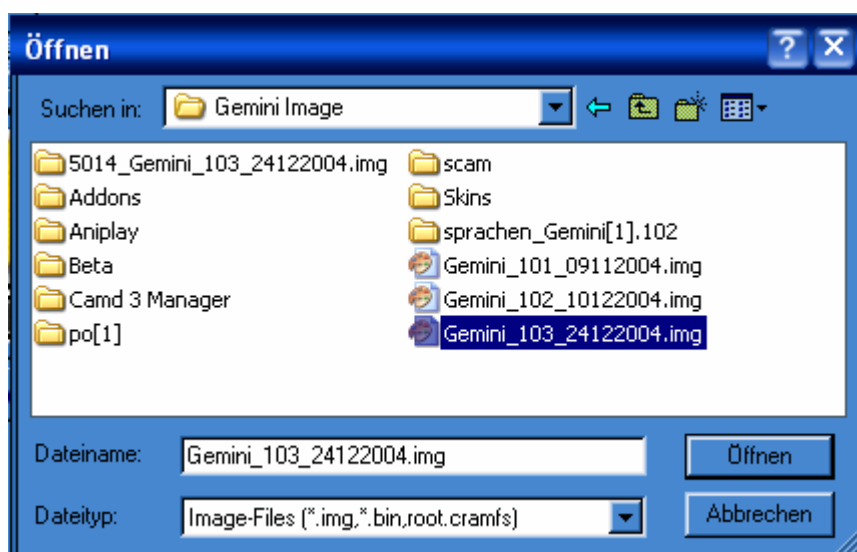 Öffnen
Suchen in: Gemini Image
5014_Gemini_103_24122004.img
Addons
Aniplay
Beta
Camd 3 Manager
po[1]
scam
Skins
sprachen_Gemini[1].102
Gemini_101_09112004.img
Gemini_102_10122004.img
Gemini_103_24122004.img
Dateiname: Gemini_103_24122004.img Öffnen
Dateityp: Image-Files (*.img,*.bin,root.cramfs) Abbrechen